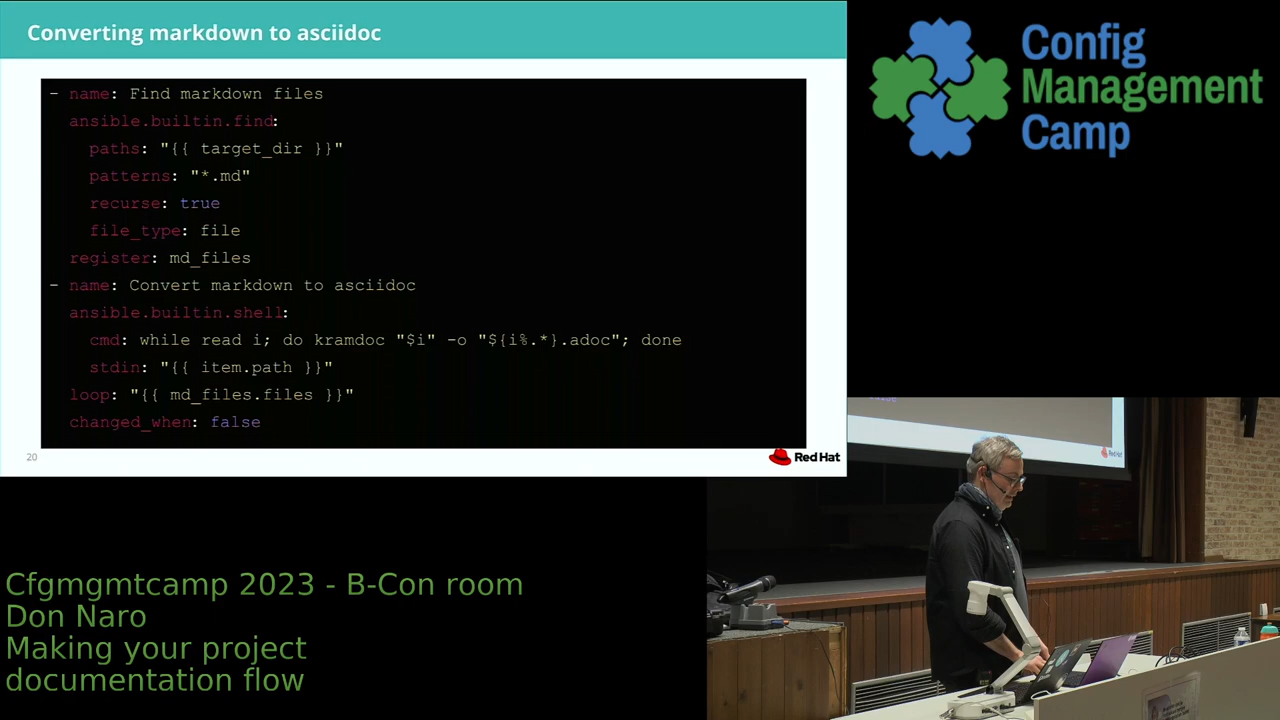 Converting markdown to asciidoc
- name: Find markdown files
ansible.builtin.find:
paths: "{{ target_dir }}"
patterns: "*.md"
recurse: true
file_type: file
register: md_files
- name: Convert markdown to asciidoc
ansible.builtin.shell:
cmd: while read i; do kramdoc "$i" -o "${i%.*}.adoc"; done
stdin: "{{ item.path }}"
loop: "{{ md_files.files }}"
changed_when: false
20
Red Hat
Config
Management
Camp
Red Hat
Cfgmgmtcamp 2023 - B-Con room
Don Naro
Making your project
documentation flow